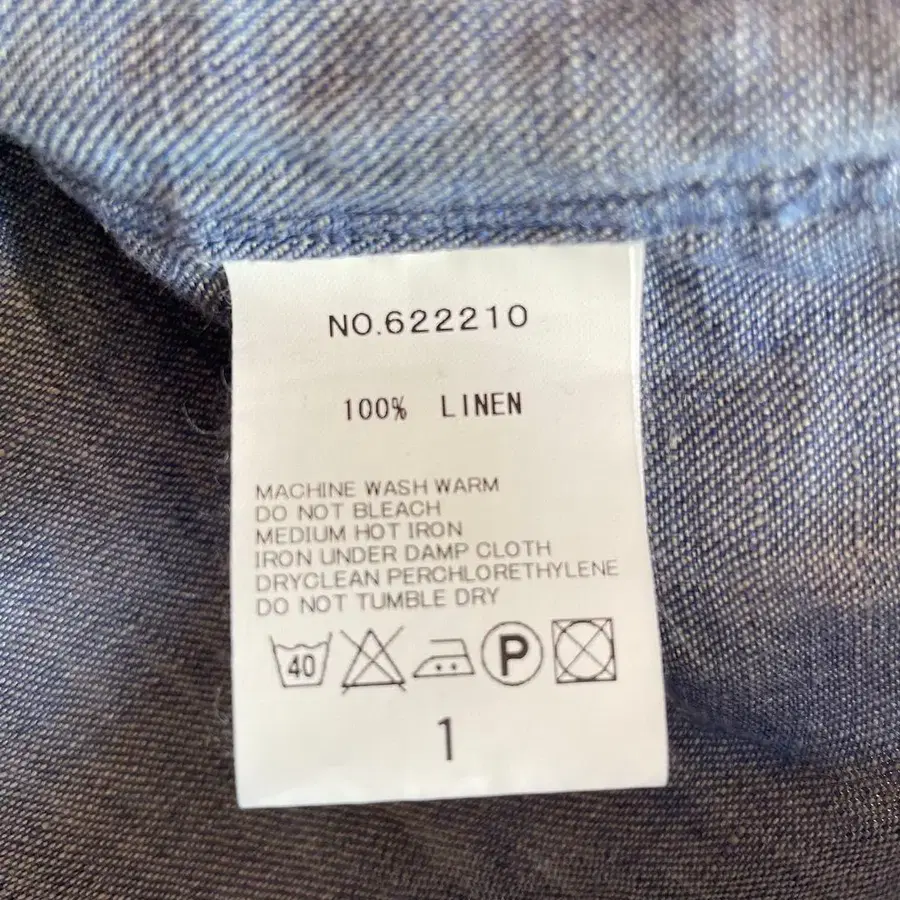 NO.622210
100% LINEN
MACHINE WASH WARM
DO NOT BLEACH
MEDIUM HOT IRON
IRON UNDER DAMP CLOTH
DRYCLEAN PERCHLORETHYLENE
DO NOT TUMBLE DRY
40 P
1